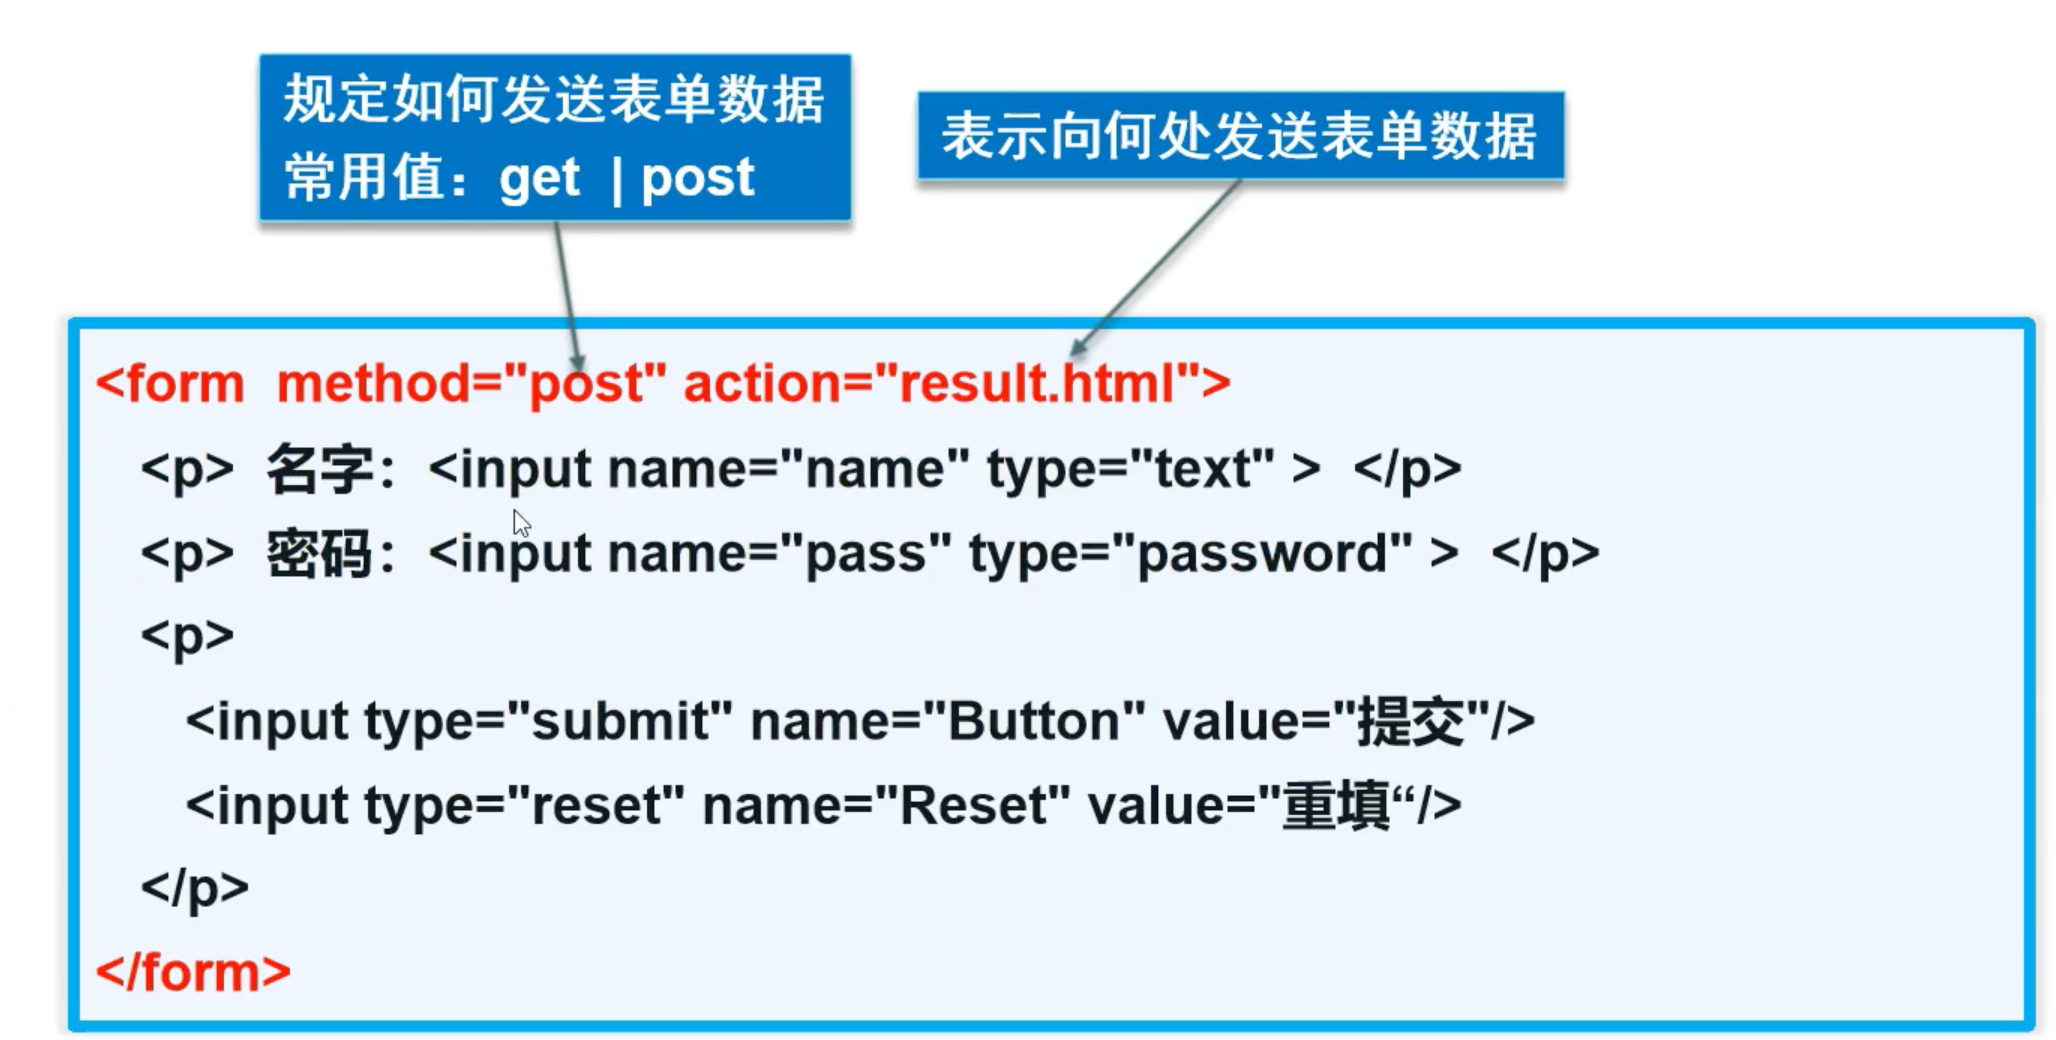 规定如何发送表单数据
常用值：get | post
表示向何处发送表单数据
<form method="post" action="result.html">
<p> 名字：<input name="name" type="text" > </p>
<p> 密码：<input name="pass" type="password" > </p>
<p>
<input type="submit" name="Button" value="提交"/>
<input type="reset" name="Reset" value="重填“/>
</p>
</form>